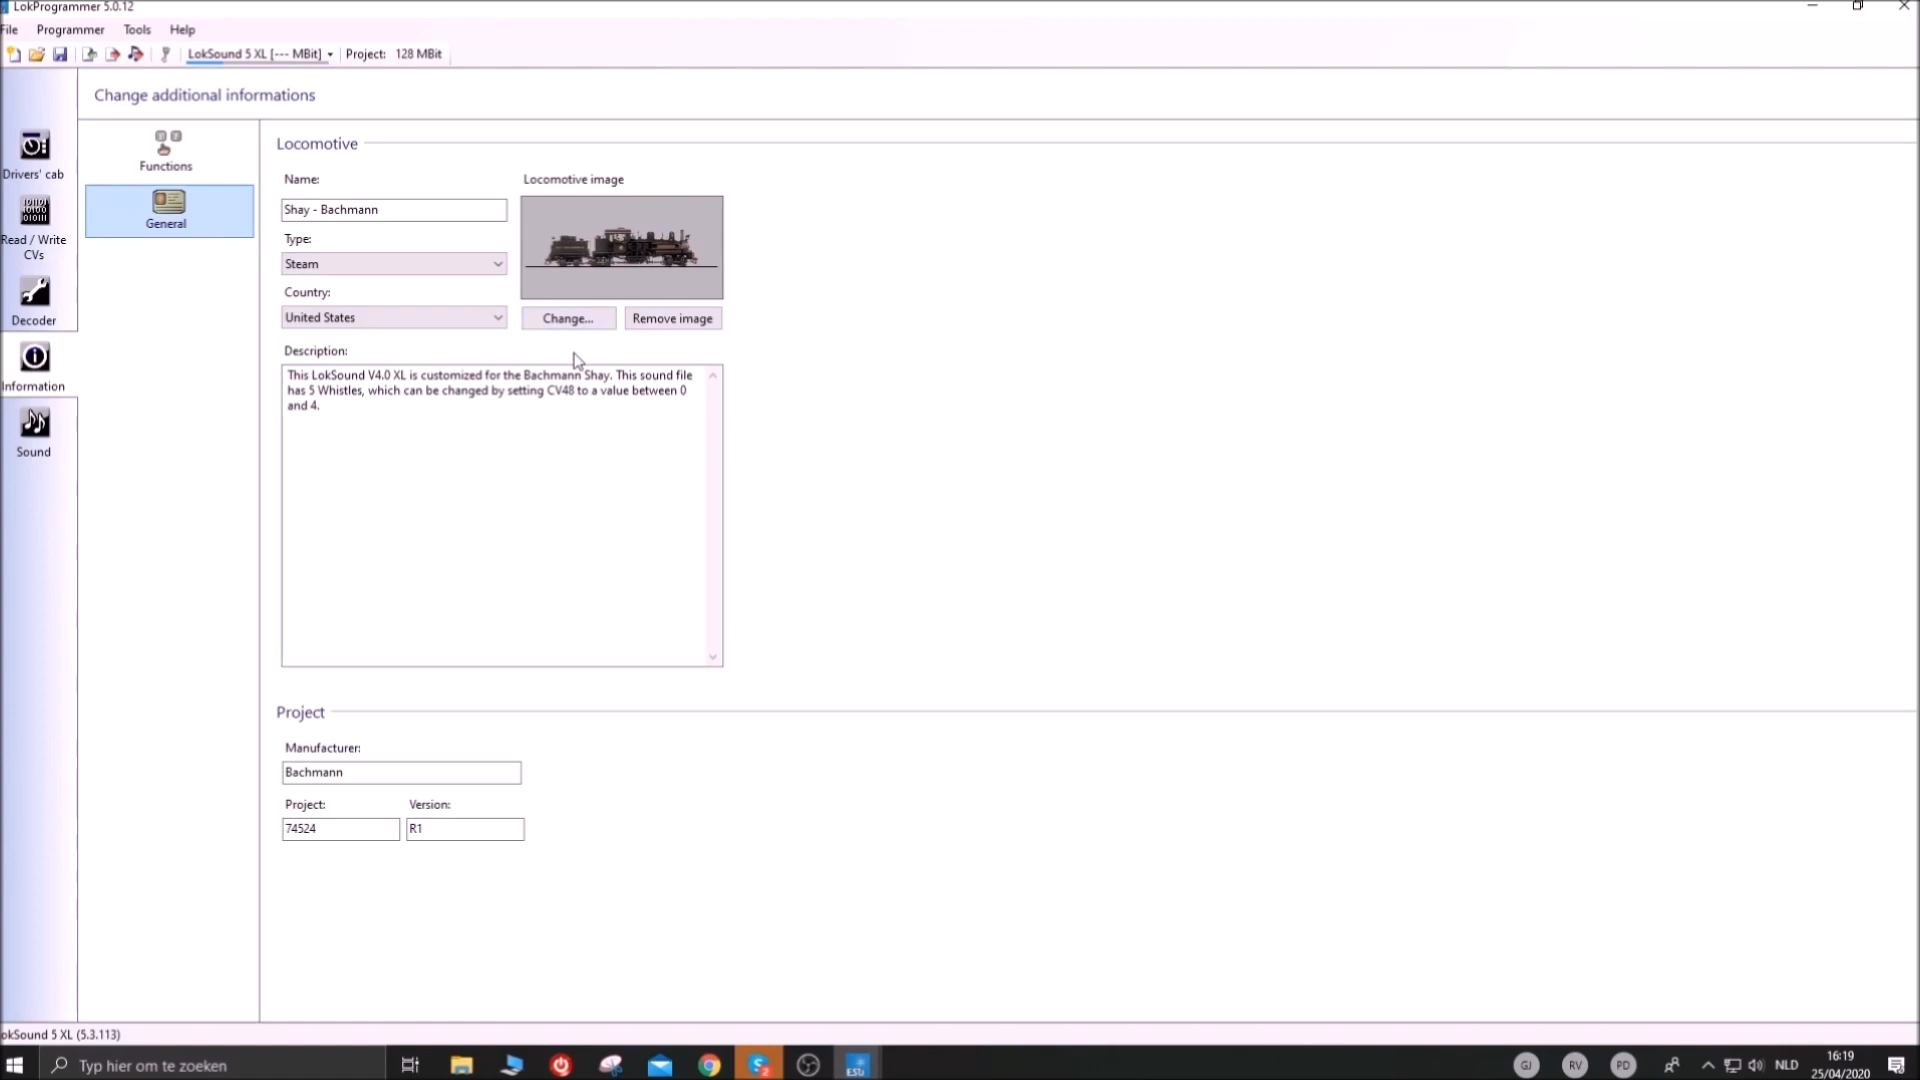 LokProgrammer 5.0.12
File Programmer Tools Help
LokSound 5 XL [--- MBit] Project: 128 MBit
Change additional informations
Drivers' cab
Read / Write
CVs
Decoder
Information
Sound
Functions
General
Locomotive
Name: Locomotive image
Shay - Bachmann
Type:
Steam
Country:
United States
Change... Remove image
Description:
This LokSound V4.0 XL is customized for the Bachmann Shay. This sound file
has 5 Whistles, which can be changed by setting CV48 to a value between 0
and 4.
Project
Manufacturer:
Bachmann
Project: Version:
74524 R1
okSound 5 XL (5.3.113)
Typ hier om te zoeken
S 2
ESU
GJ RV PD NLD
16:19
25/04/2020